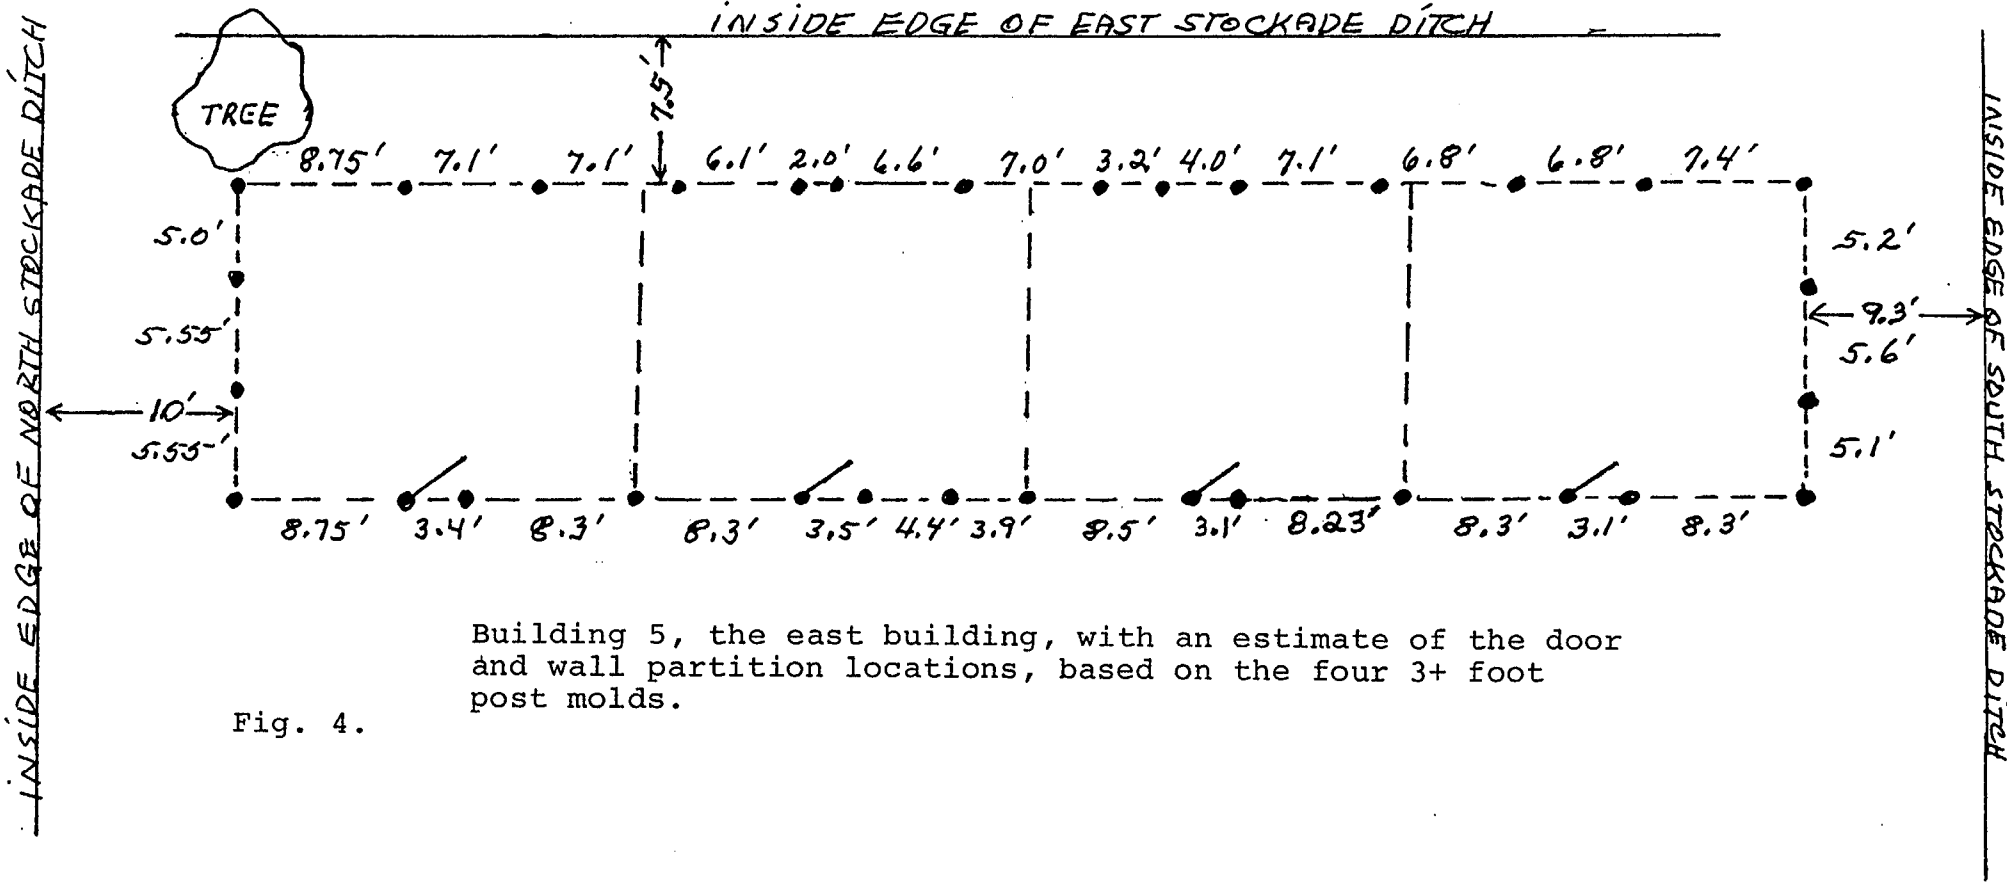 INSIDE EDGE OF EAST STOCKADE DITCH
INSIDE EDGE OF NORTH STOCKADE DITCH
INSIDE EDGE OF SOUTH STOCKADE DITCH
TREE
7.5'
8.75' 7.1' 7.1' 6.1' 2.0' 6.6' 7.0' 3.2' 4.0' 7.1' 6.8' 6.8' 7.4'
5.0'
5.55'
10'
5.55'
5.2'
9.3'
5.6'
5.1'
8.75' 3.4' 8.3' 8.3' 3.5' 4.4' 3.9' 8.5' 3.1' 8.23' 8.3' 3.1' 8.3'
Building 5, the east building, with an estimate of the door
and wall partition locations, based on the four 3+ foot
post molds.
Fig. 4.